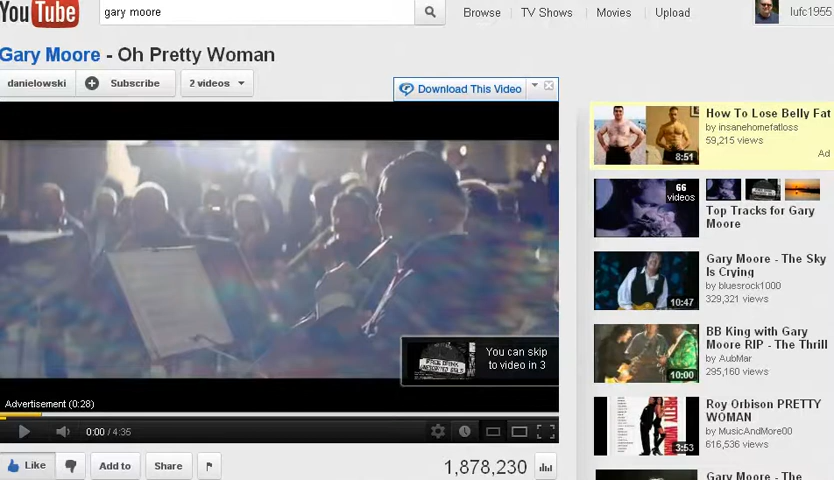 YouTube
gary moore
Browse | TV Shows | Movies | Upload
lufc1955
Gary Moore - Oh Pretty Woman
danielowski
Subscribe
2 videos
Download This Video
You can skip
to video in 3
Advertisement (0:28)
0:00 / 4:35
Like
Add to
Share
1,878,230
8:51
How To Lose Belly Fat
by insanehomefatloss
59,215 views
Ad
66
videos
Top Tracks for Gary
Moore
10:47
Gary Moore - The Sky
Is Crying
by bluesrock1000
329,321 views
10:00
BB King with Gary
Moore RIP - The Thrill
by AubMar
295,160 views
3:53
Roy Orbison PRETTY
WOMAN
by MusicAndMore00
616,536 views
Gary Moore - The